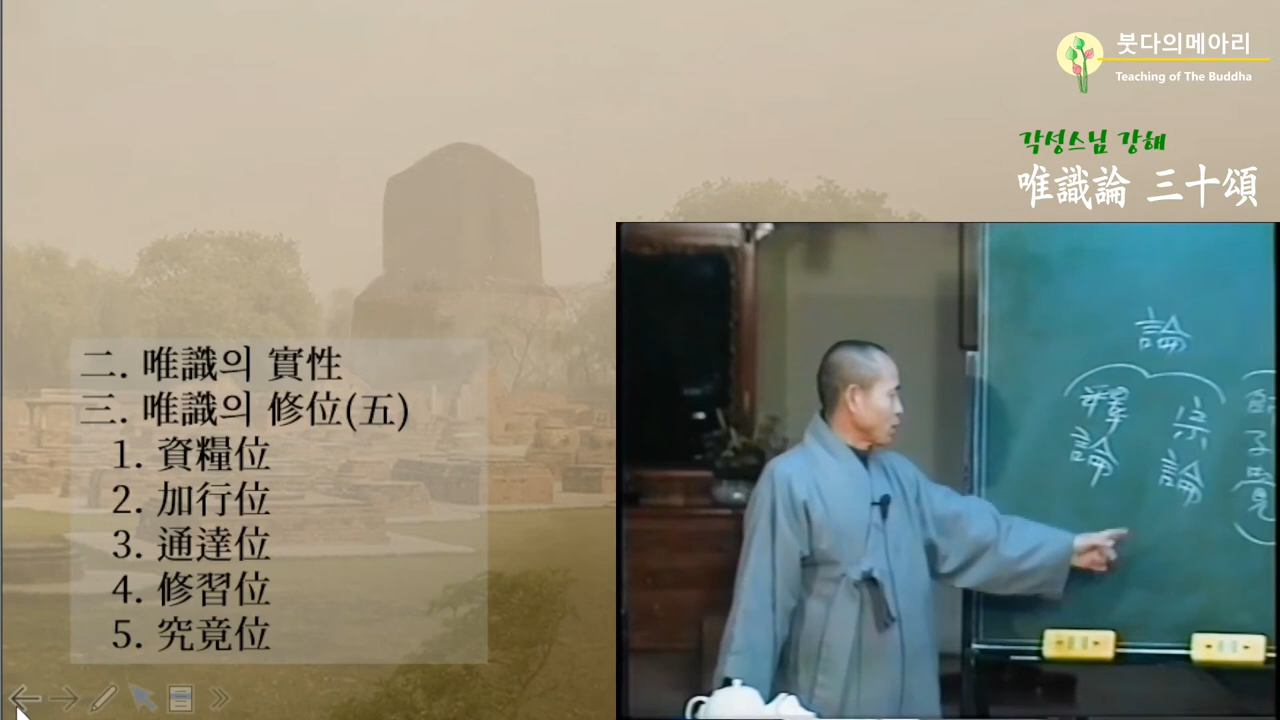 붓다의메아리
Teaching of The Buddha
각성스님 강해
唯識論 三十頌
二. 唯識의 實性
三. 唯識의 修位(五)
1. 資糧位
2. 加行位
3. 通達位
4. 修習位
5. 究竟位
論
釋論
宗論